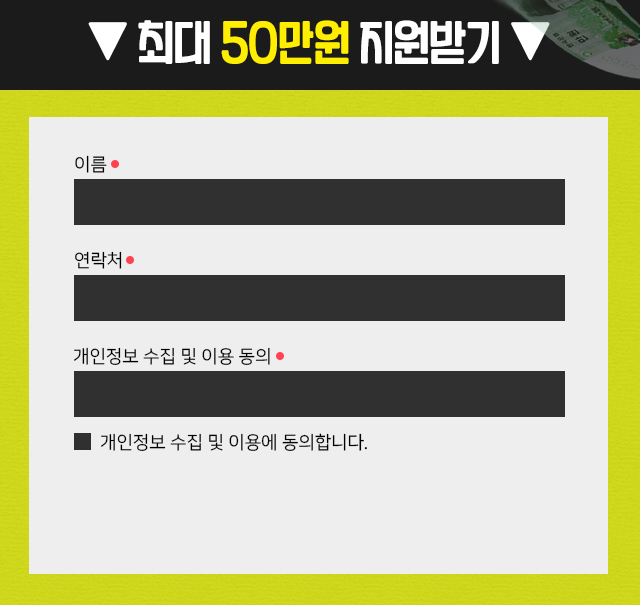 ▼ 최대 50만원 지원받기 ▼
이름
연락처
개인정보 수집 및 이용 동의
개인정보 수집 및 이용에 동의합니다.